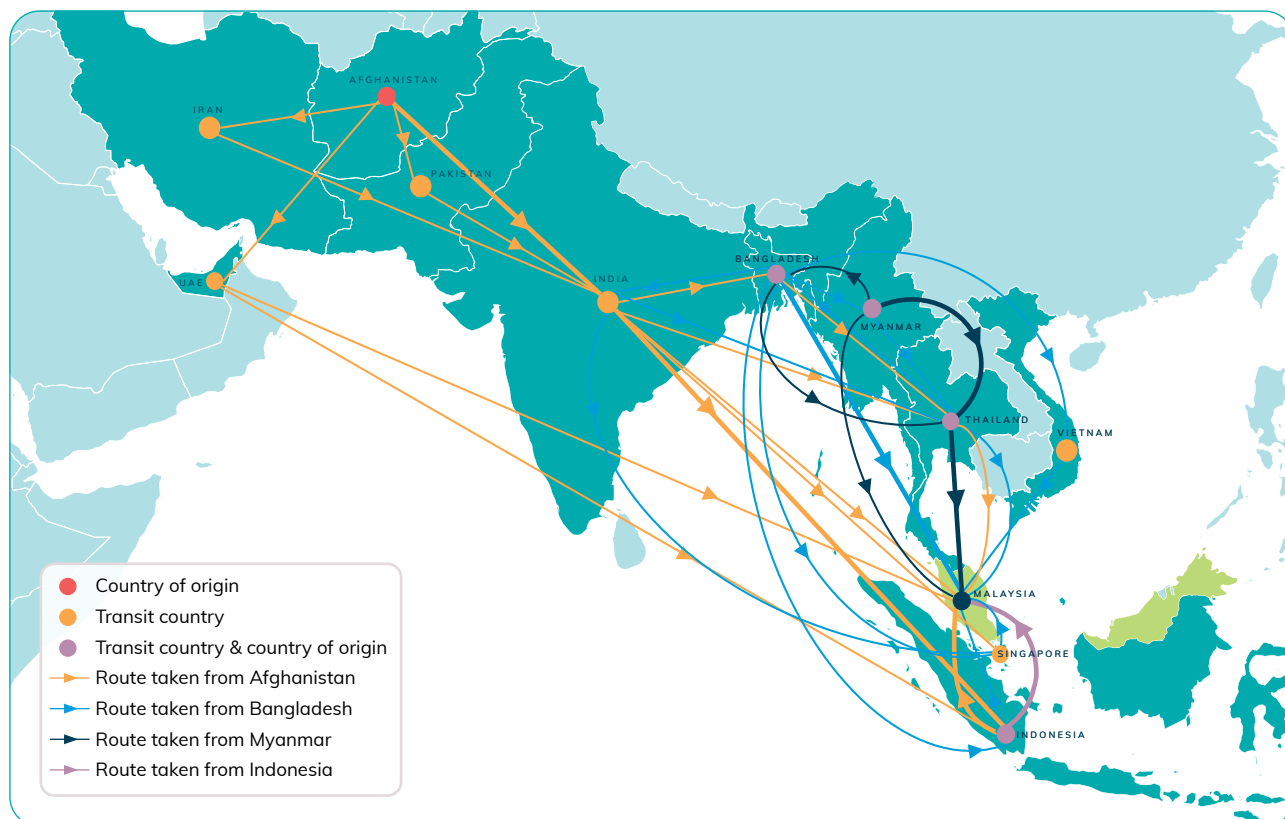 AFGHANISTAN
IRAN
PAKISTAN
BANGLADESH
INDIA
UAE
MYANMAR
THAILAND
VIETNAM
MALAYSIA
SINGAPORE
INDONESIA
Country of origin
Transit country
Transit country & country of origin
Route taken from Afghanistan
Route taken from Bangladesh
Route taken from Myanmar
Route taken from Indonesia